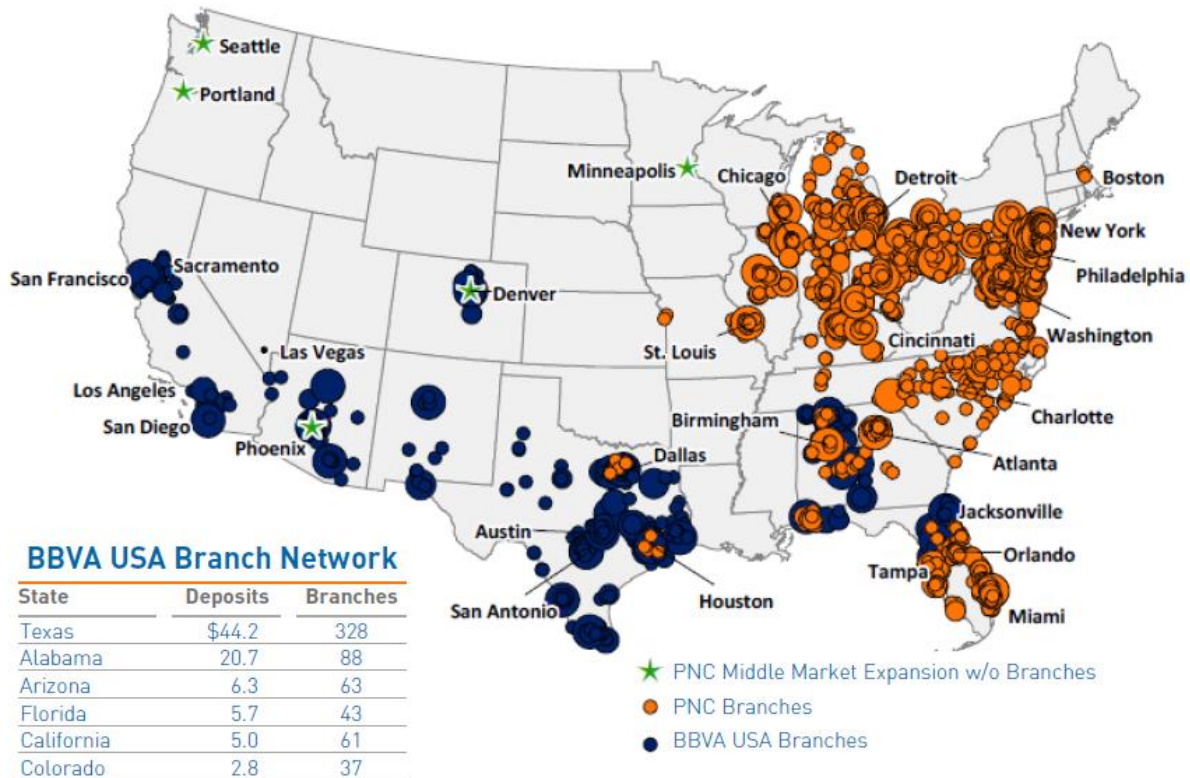 Seattle
Portland
Minneapolis
Chicago
Detroit
Boston
New York
Philadelphia
San Francisco
Sacramento
Denver
Washington
St. Louis
Cincinnati
Las Vegas
Los Angeles
San Diego
Phoenix
Birmingham
Charlotte
Dallas
Atlanta
Austin
Jacksonville
Orlando
Tampa
San Antonio
Houston
Miami
BBVA USA Branch Network
State Deposits Branches
Texas $44.2 328
Alabama 20.7 88
Arizona 6.3 63
Florida 5.7 43
California 5.0 61
Colorado 2.8 37
PNC Middle Market Expansion w/o Branches
PNC Branches
BBVA USA Branches